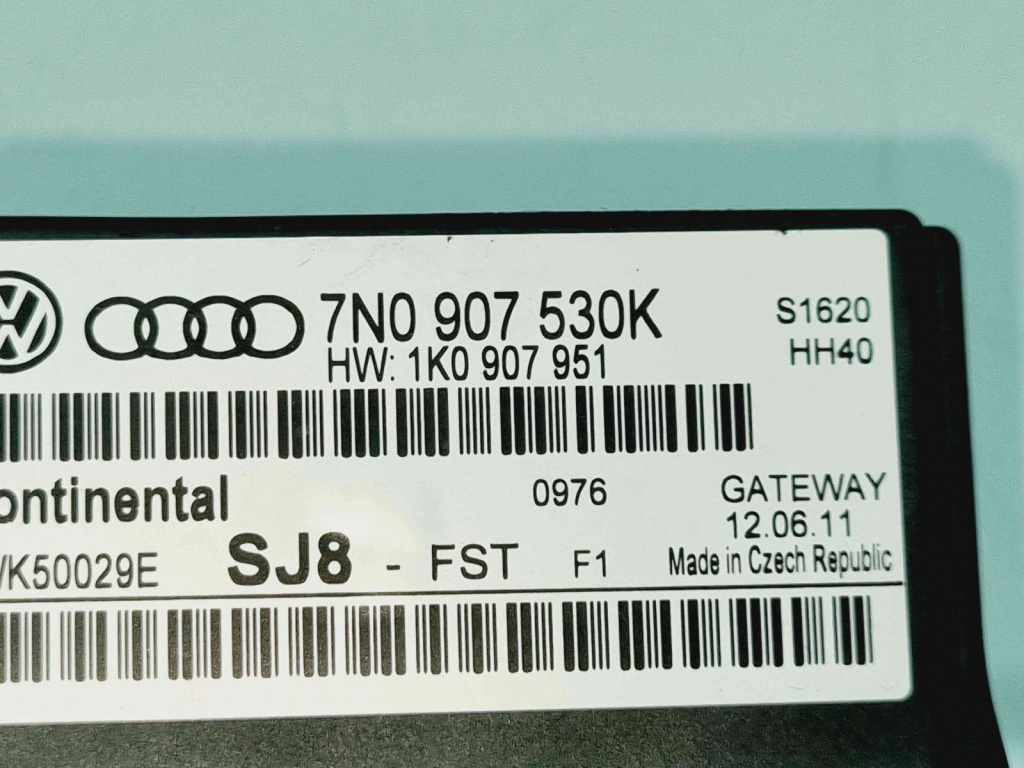 7N0 907 530K
S1620
HW: 1K0 907 951
HH40
ontinental
0976
GATEWAY
12.06.11
K50029E
SJ8 - FST F1
Made in Czech Republic